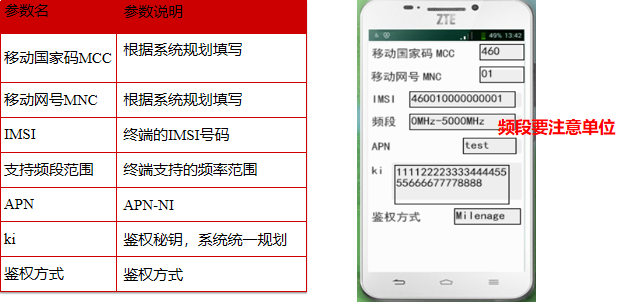 参数名 参数说明
移动国家码MCC 根据系统规划填写
移动网号MNC 根据系统规划填写
IMSI 终端的IMSI号码
支持频段范围 终端支持的频率范围
APN APN-NI
ki 鉴权秘钥，系统统一规划
鉴权方式 鉴权方式
ZTE
49% 13:42
移动国家码 MCC 460
移动网号 MNC 01
IMSI 460010000000001
频段 0MHz-5000MHz
频段要注意单位
APN test
ki 1111222233333444455
55666677778888
鉴权方式 Milenage